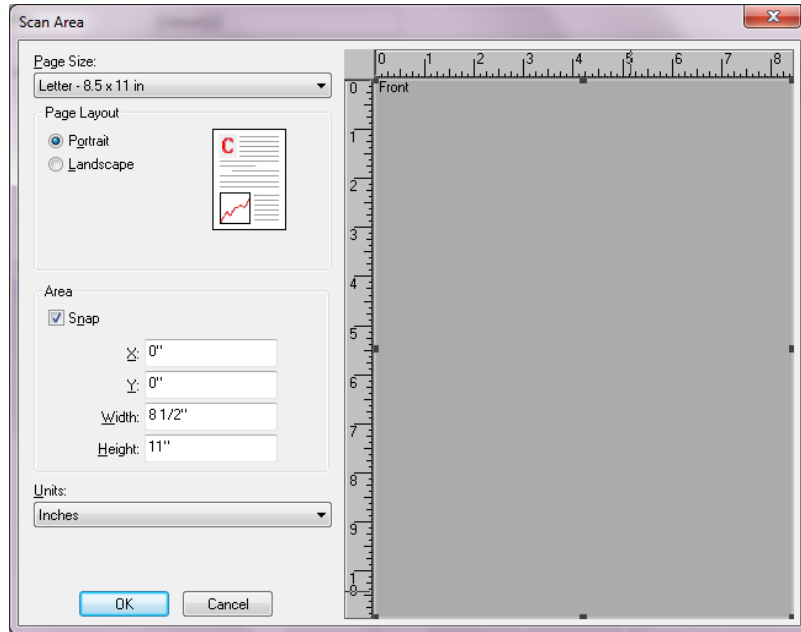 Scan Area
Page Size:
Letter - 8.5 x 11 in
Page Layout
Portrait
Landscape
C
Area
Snap
X: 0"
Y: 0"
Width: 8 1/2"
Height: 11"
Units:
Inches
OK Cancel
0 1 2 3 4 5 6 7 8
Front
0
1
2
3
4
5
6
7
8
9
10